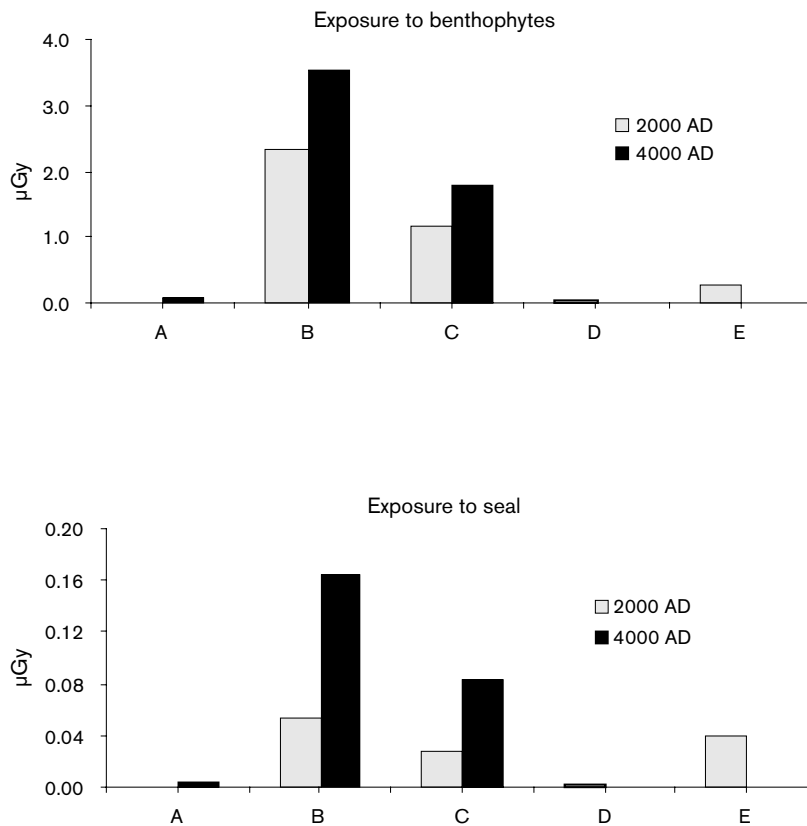 Exposure to benthophytes
4.0
3.0
2.0
1.0
0.0
µGy
2000 AD
4000 AD
A B C D E
Exposure to seal
0.20
0.16
0.12
0.08
0.04
0.00
µGy
2000 AD
4000 AD
A B C D E